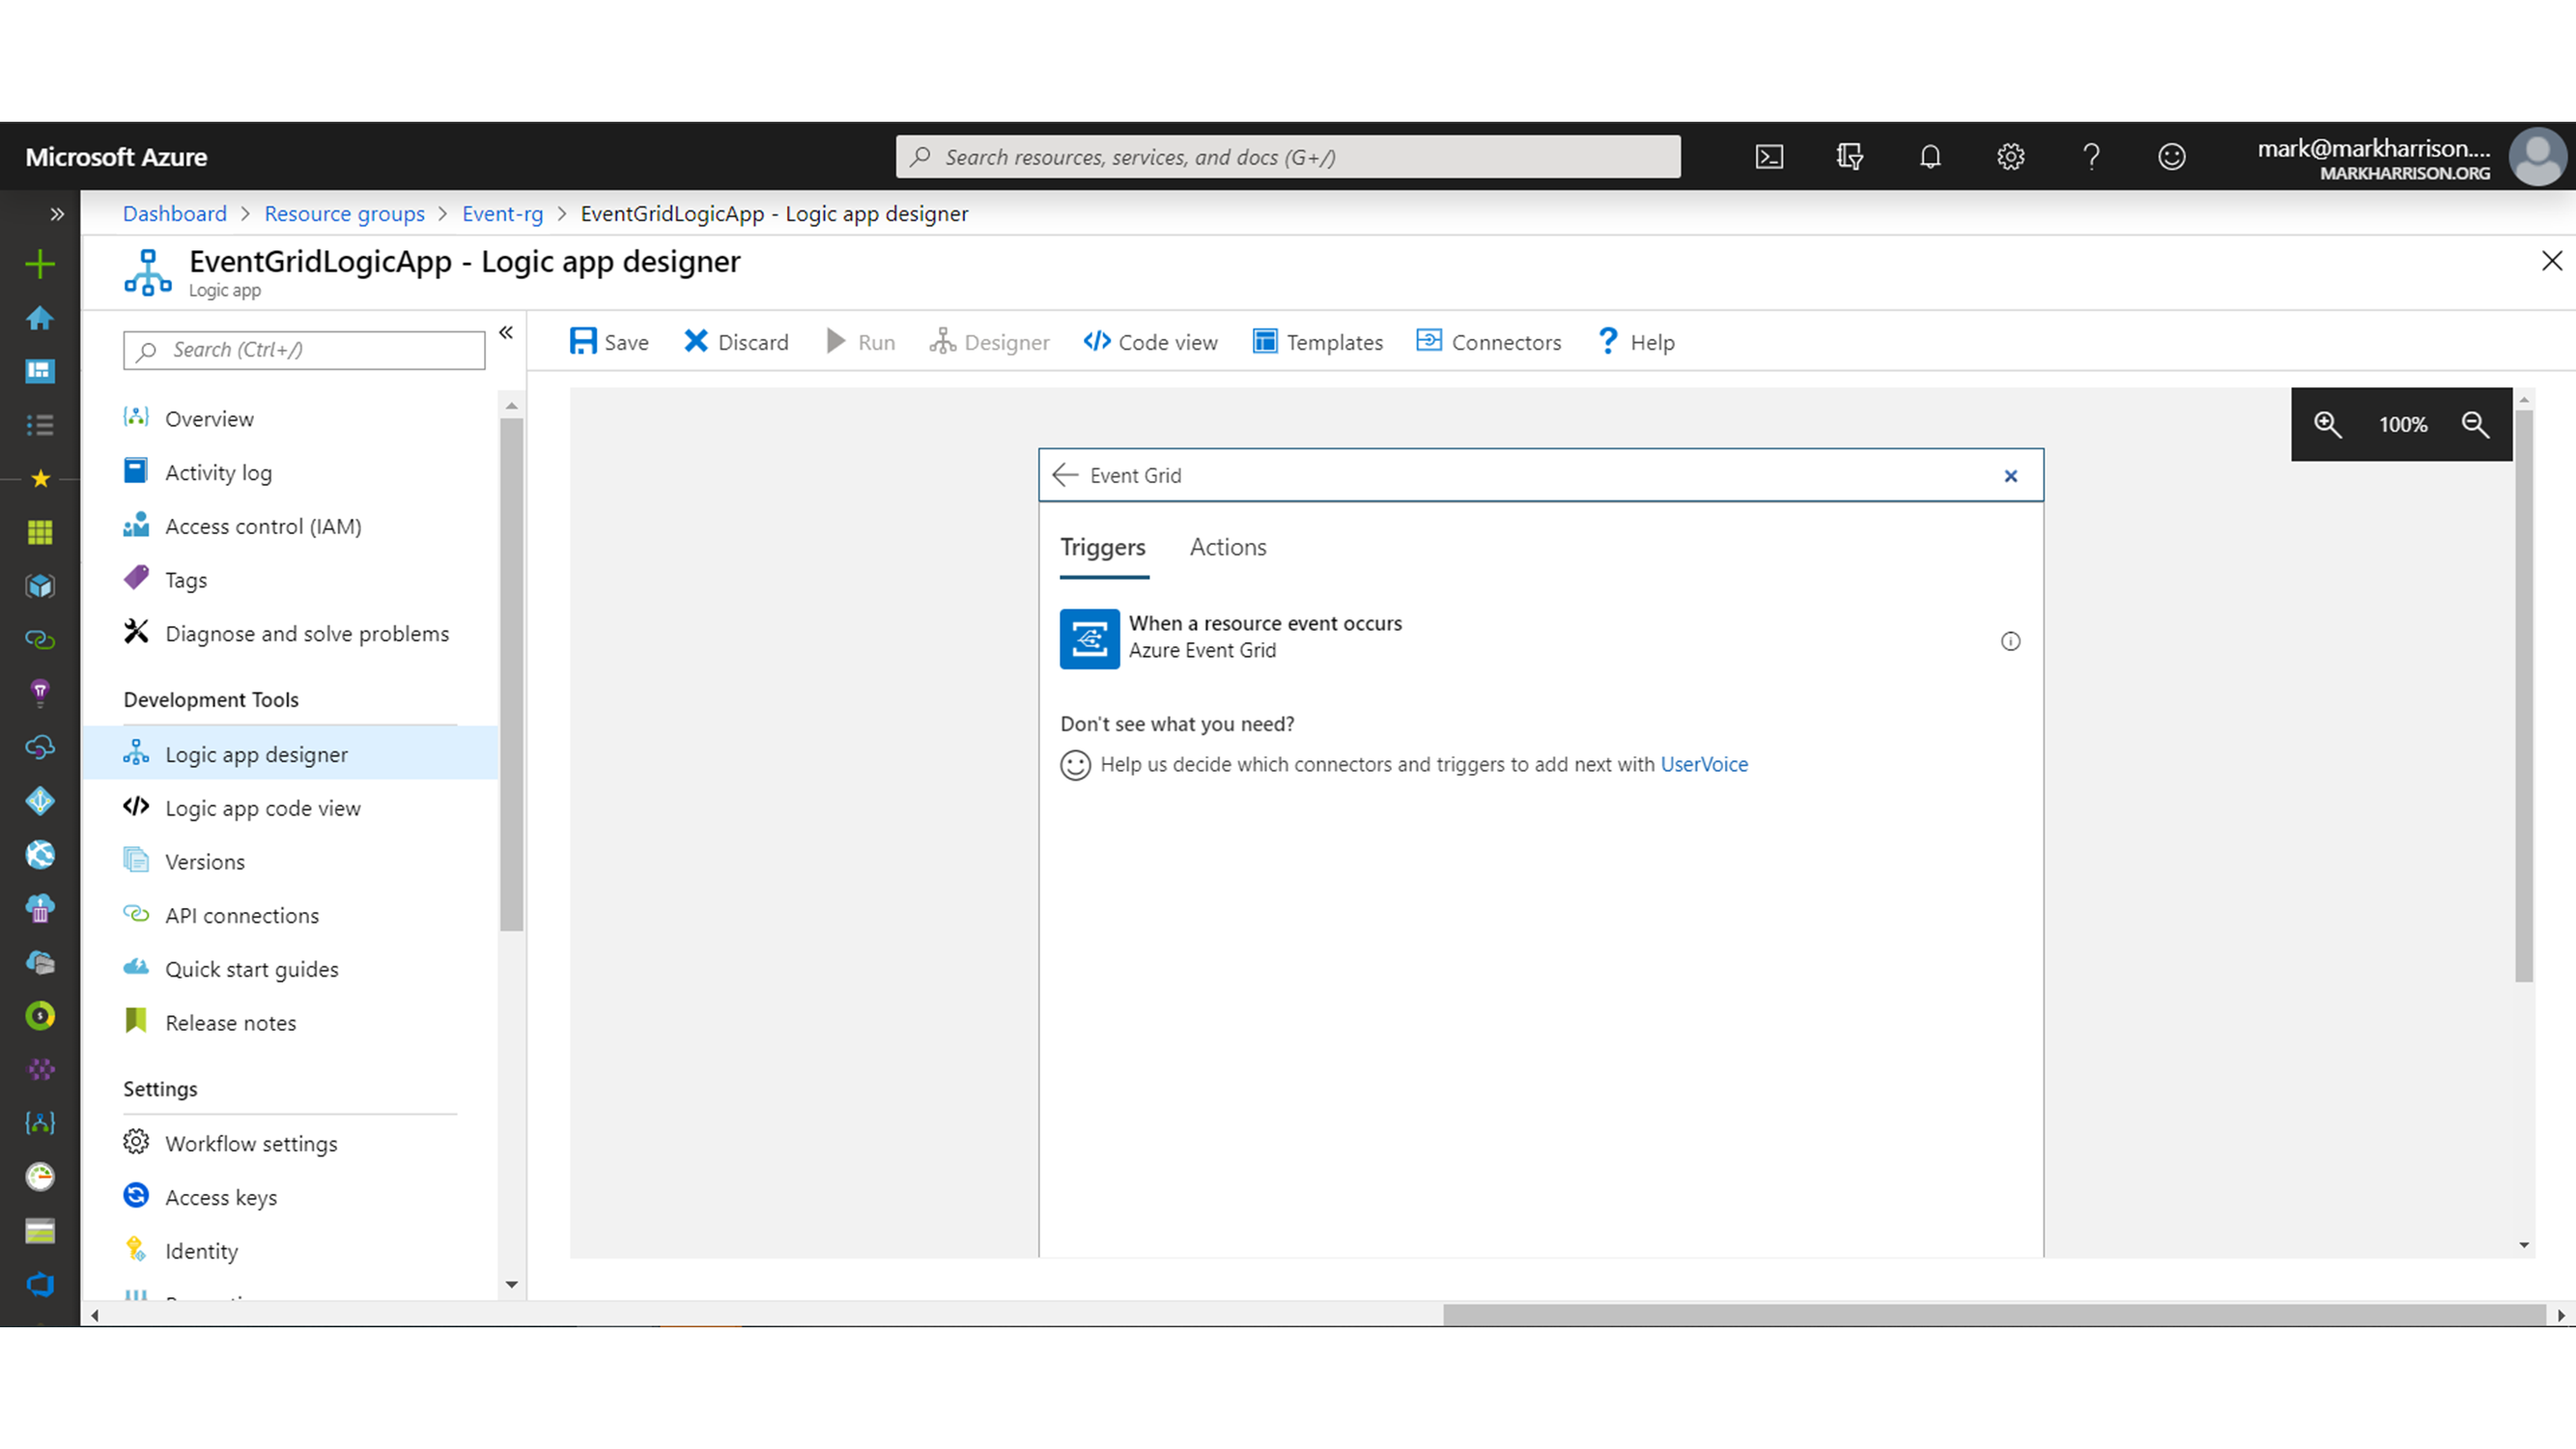 Microsoft Azure
Search resources, services, and docs (G+/)
mark@markharrison....
MARKHARRISON.ORG
Dashboard > Resource groups > Event-rg > EventGridLogicApp - Logic app designer
EventGridLogicApp - Logic app designer
Logic app
Search (Ctrl+/)
Save Discard Run Designer Code view Templates Connectors Help
Overview
Activity log
Access control (IAM)
Tags
Diagnose and solve problems
Development Tools
Logic app designer
Logic app code view
Versions
API connections
Quick start guides
Release notes
Settings
Workflow settings
Access keys
Identity
100%
Event Grid
Triggers Actions
When a resource event occurs
Azure Event Grid
Don't see what you need?
Help us decide which connectors and triggers to add next with UserVoice